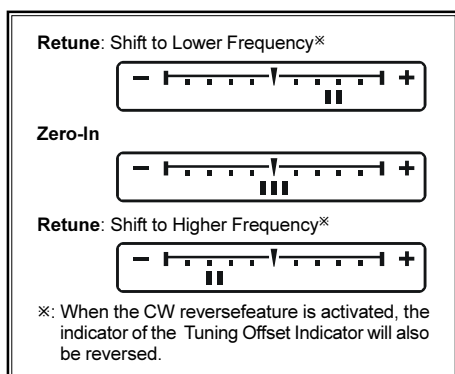 Retune: Shift to Lower Frequency※
− +
Zero-In
− +
Retune: Shift to Higher Frequency※
− +
※: When the CW reversefeature is activated, the
indicator of the Tuning Offset Indicator will also
be reversed.